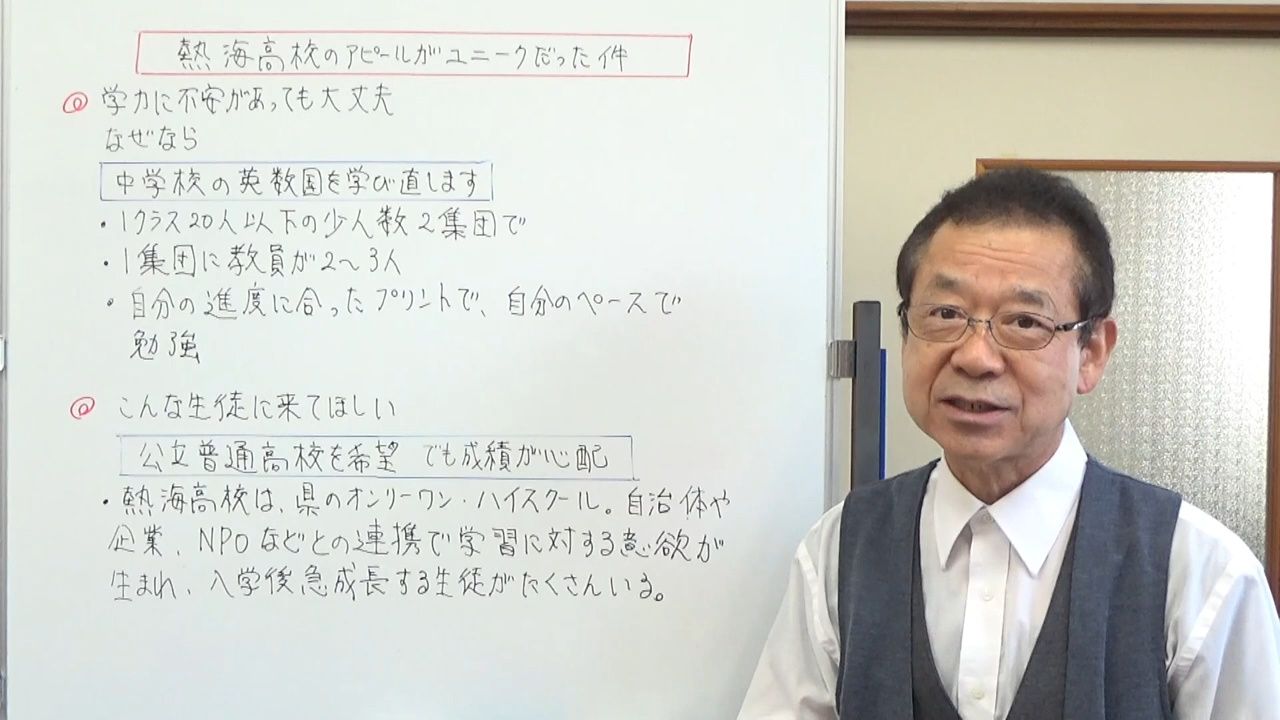 熱海高校のアピールがユニークだった件
◎ 学力に不安があっても大丈夫
なぜなら
中学校の英数国を学び直します
・1クラス20人以下の少人数2集団で
・1集団に教員が2〜3人
・自分の進度に合ったプリントで、自分のペースで
勉強
◎ こんな生徒に来てほしい
公立普通高校を希望 でも成績が心配
・熱海高校は、県のオンリーワン・ハイスクール。自治体や
企業、NPOなどとの連携で学習に対する意欲が
生まれ、入学後急成長する生徒がたくさんいる。